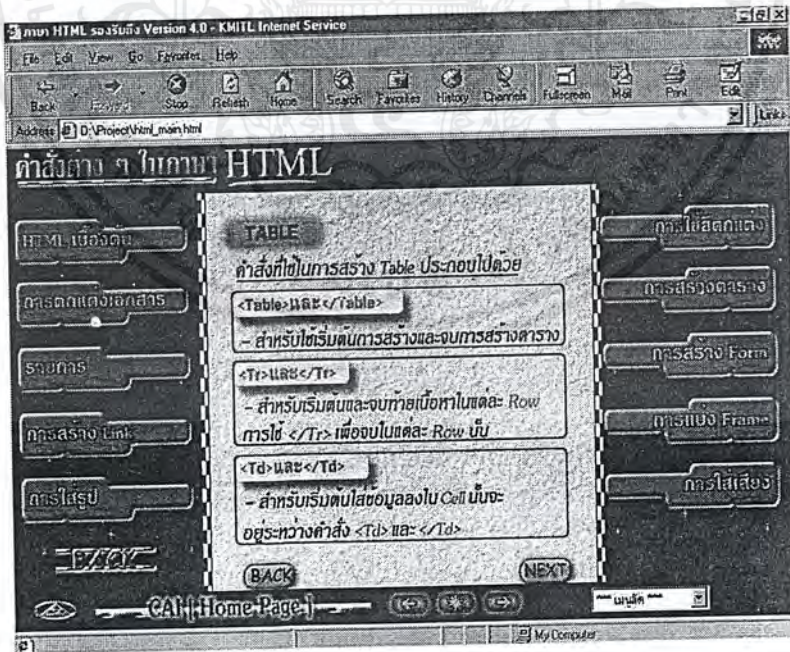 ภาษา HTML รองรับถึง Version 4.0 - KMITL Internet Service
File Edit View Go Favorites Help
Back Forward Stop Refresh Home Search Favorites History Channels Fullscreen Mail Print Edit
Address D:\Project\html_main.html Links
คำสั่งต่าง ๆ ในภาษา HTML
HTML เบื้องต้น
การตกแต่งเอกสาร
รายการ
การสร้าง Link
การใส่รูป
BACK
TABLE
คำสั่งที่ใช้ในการสร้าง Table ประกอบไปด้วย
<Table>และ</Table>
- สำหรับใช้เริ่มต้นการสร้างและจบการสร้างตาราง
<Tr>และ</Tr>
- สำหรับเริ่มต้นและจบท้ายเนื้อหาในแต่ละ Row
การใช้ </Tr> เพื่อจบในแต่ละ Row นั้น
<Td>และ</Td>
- สำหรับเริ่มต้นใส่ข้อมูลลงใน Cell นั้นจะ
อยู่ระหว่างคำสั่ง <Td> และ </Td>
BACK NEXT
การใช้สีตกแต่ง
การสร้างตาราง
การสร้าง Form
การแบ่ง Frame
การใส่เสียง
CAI [ Home Page ]
*** เมนูลัด ***
My Computer